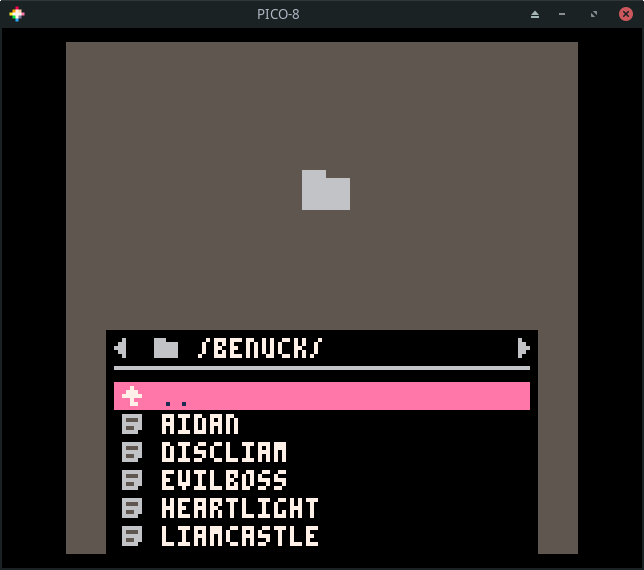 PICO-8
/BENUCK/
..
AIDAN
DISCLIAM
EVILBOSS
HEARTLIGHT
LIAMCASTLE